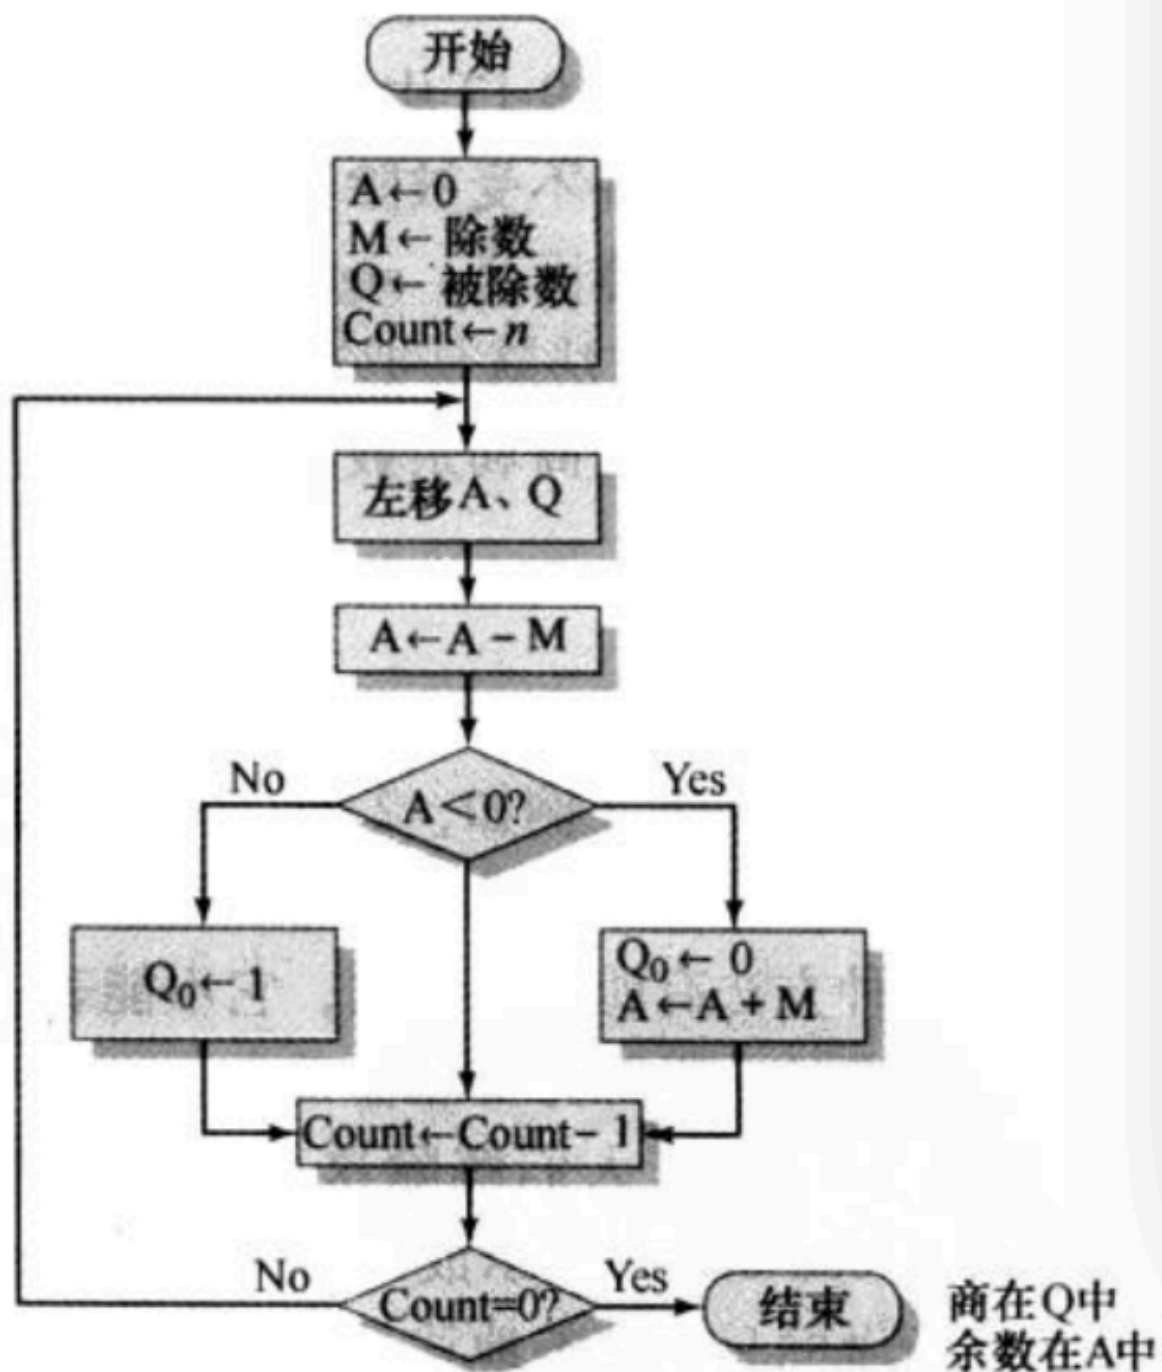 开始
A←0
M←除数
Q←被除数
Count←n
左移A、Q
A←A－M
No
A＜0?
Yes
Q₀←1
Q₀←0
A←A+M
Count←Count－1
No
Count=0?
Yes
结束
商在Q中
余数在A中